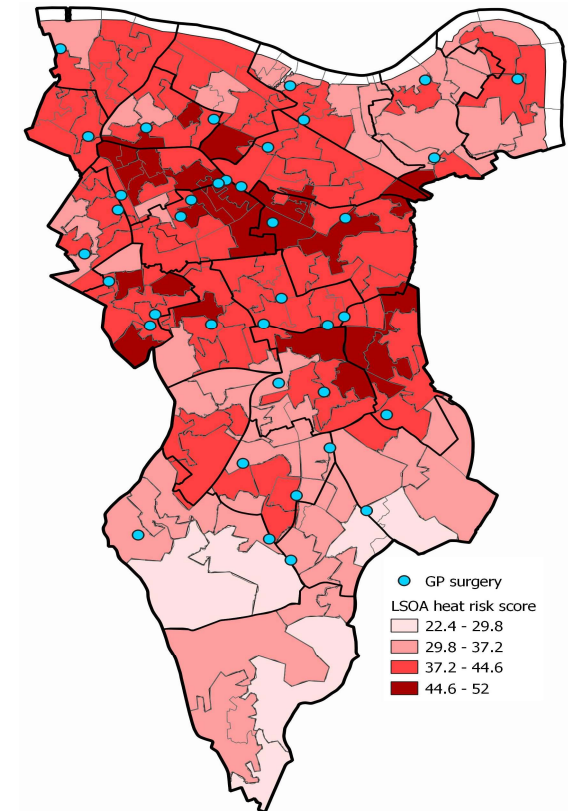 GP surgery
LSOA heat risk score
22.4 - 29.8
29.8 - 37.2
37.2 - 44.6
44.6 - 52